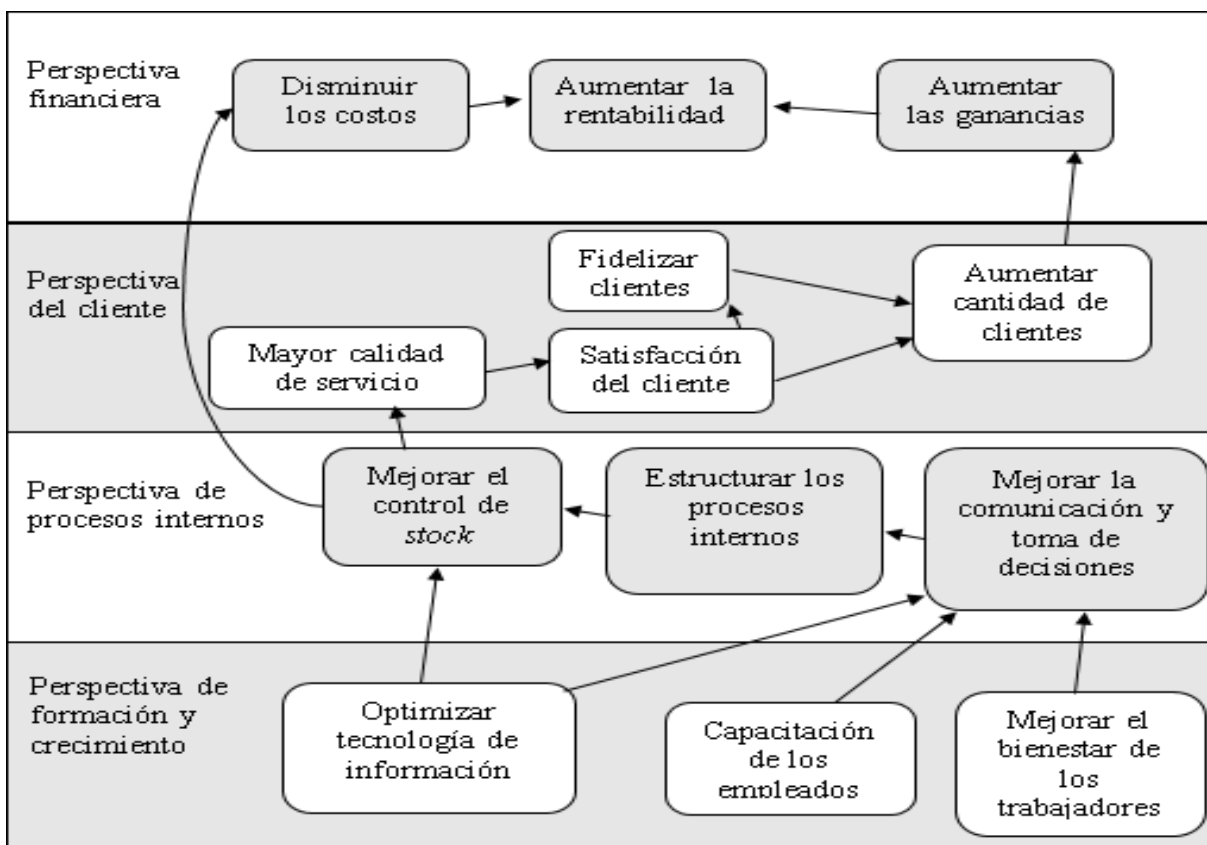 Perspectiva
financiera
Disminuir
los costos
Aumentar la
rentabilidad
Aumentar
las ganancias
Perspectiva
del cliente
Fidelizar
clientes
Aumentar
cantidad de
clientes
Mayor calidad
de servicio
Satisfacción
del cliente
Perspectiva de
procesos internos
Mejorar el
control de
stock
Estructurar los
procesos
internos
Mejorar la
comunicación y
toma de
decisiones
Perspectiva de
formación y
crecimiento
Optimizar
tecnología de
información
Capacitación
de los
empleados
Mejorar el
bienestar de
los
trabajadores